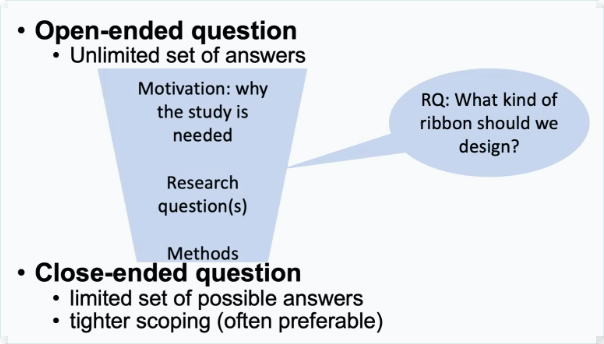 • Open-ended question
• Unlimited set of answers
Motivation: why
the study is
needed
Research
question(s)
Methods
RQ: What kind of
ribbon should we
design?
• Close-ended question
• limited set of possible answers
• tighter scoping (often preferable)